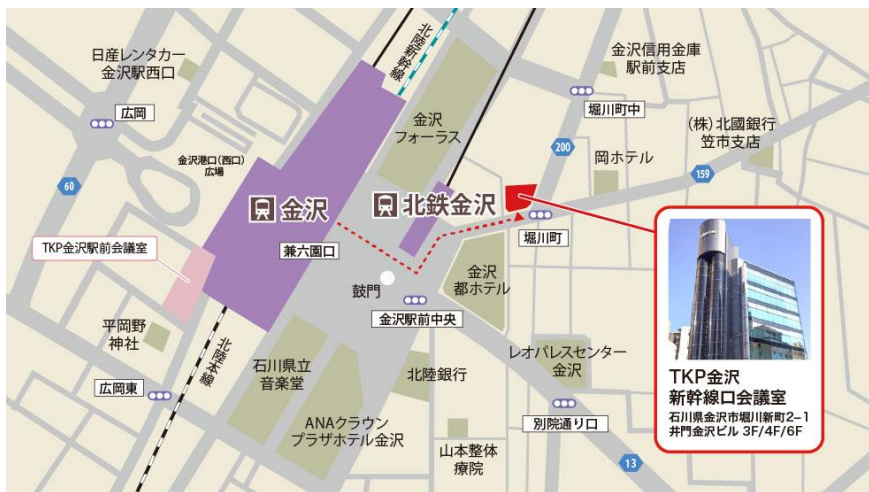 日産レンタカー
金沢駅西口
広岡
60
金沢港口(西口)
広場
北陸新幹線
金沢
フォーラス
金沢信用金庫
駅前支店
堀川町中
200
岡ホテル
(株)北國銀行
笠市支店
159
金沢
北鉄金沢
堀川町
TKP金沢駅前会議室
兼六園口
鼓門
金沢
都ホテル
金沢駅前中央
平岡野
神社
広岡東
北陸本線
石川県立
音楽堂
北陸銀行
レオパレスセンター
金沢
ANAクラウン
プラザホテル金沢
山本整体
療院
別院通り口
13
TKP金沢
新幹線口会議室
石川県金沢市堀川新町2−1
井門金沢ビル 3F/4F/6F